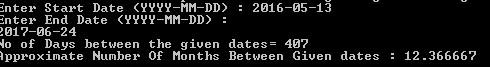 Enter Start Date (YYYY-MM-DD) : 2016-05-13
Enter End Date (YYYY-MM-DD) :
2017-06-24
No of Days between the given dates= 407
Approximate Number Of Months Between Given dates : 12.366667